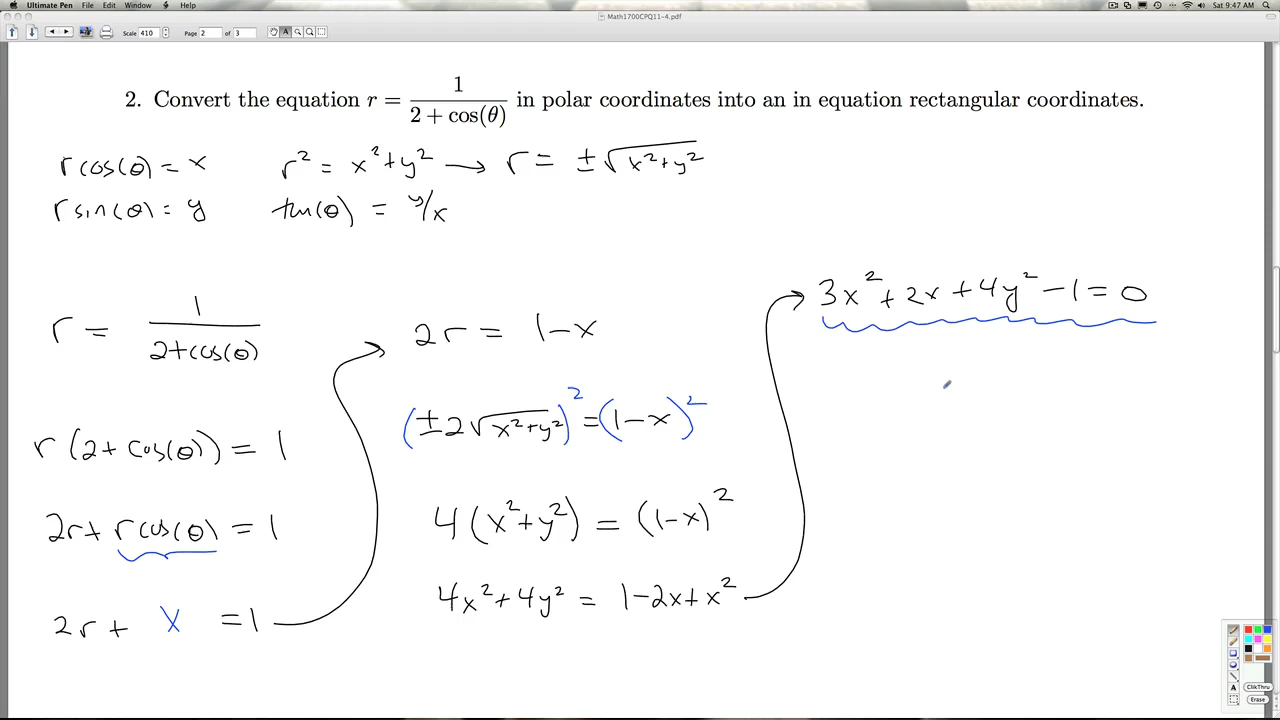 Ultimate Pen File Edit Window Convert Sat 9:47 AM
Math1700CPQ11-4.pdf
Scale 410 Page 2 of 3
2. Convert the equation r = 1/(2 + cos(θ)) in polar coordinates into an in equation rectangular coordinates.
r cos(θ) = x
r sin(θ) = y
r² = x² + y² → r = ±√(x² + y²)
tan(θ) = y/x
r = 1/(2+cos(θ))
r(2+cos(θ)) = 1
2r + r cos(θ) = 1
2r + x = 1
2r = 1-x
(±2√(x²+y²))² = (1-x)²
4(x²+y²) = (1-x)²
4x²+4y² = 1-2x+x²
3x²+2x+4y²-1=0
A
ClikThru
Erase